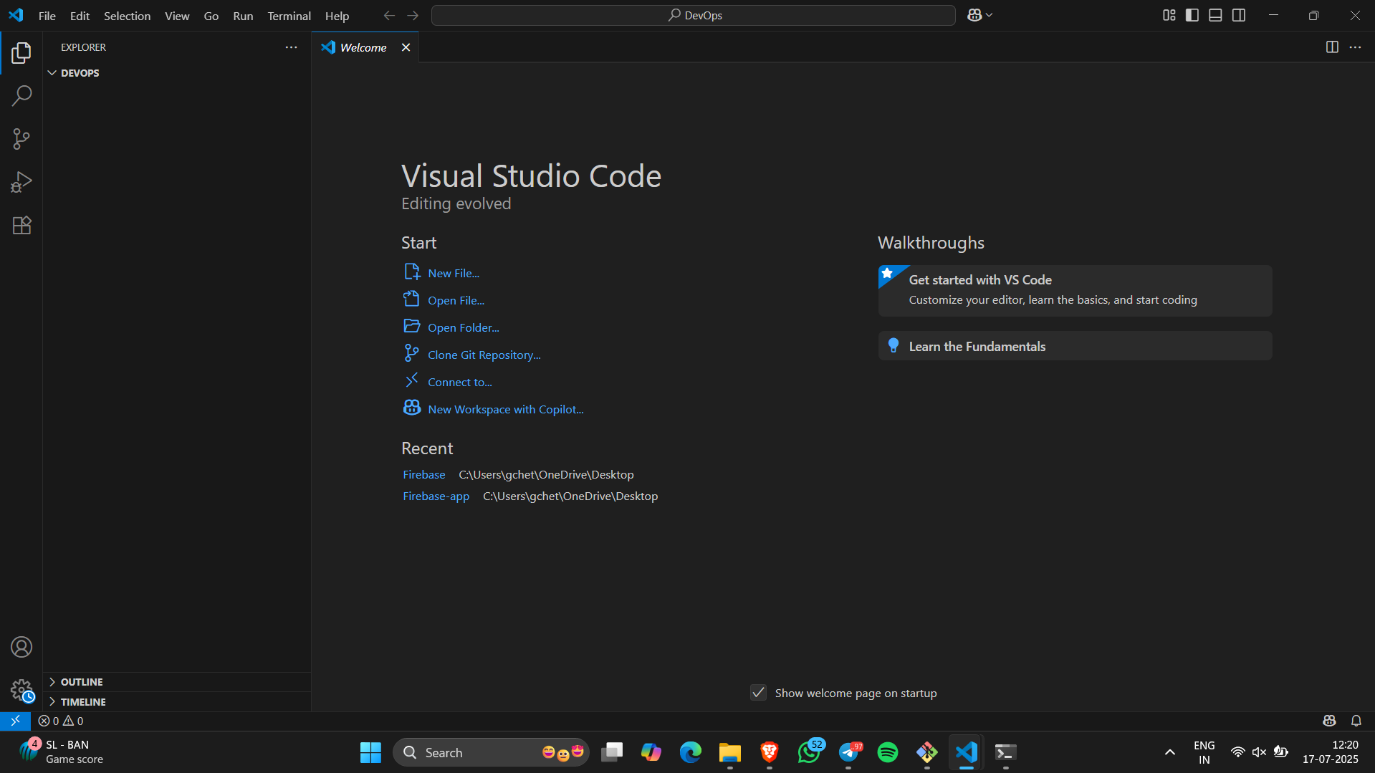 File Edit Selection View Go Run Terminal Help
DevOps
EXPLORER
DEVOPS
Welcome
Visual Studio Code
Editing evolved
Start
New File...
Open File...
Open Folder...
Clone Git Repository...
Connect to...
New Workspace with Copilot...
Recent
Firebase C:\Users\gchet\OneDrive\Desktop
Firebase-app C:\Users\gchet\OneDrive\Desktop
Walkthroughs
Get started with VS Code
Customize your editor, learn the basics, and start coding
Learn the Fundamentals
OUTLINE
TIMELINE
Show welcome page on startup
0 0
4
SL - BAN
Game score
Search
52
97
ENG
IN
12:20
17-07-2025